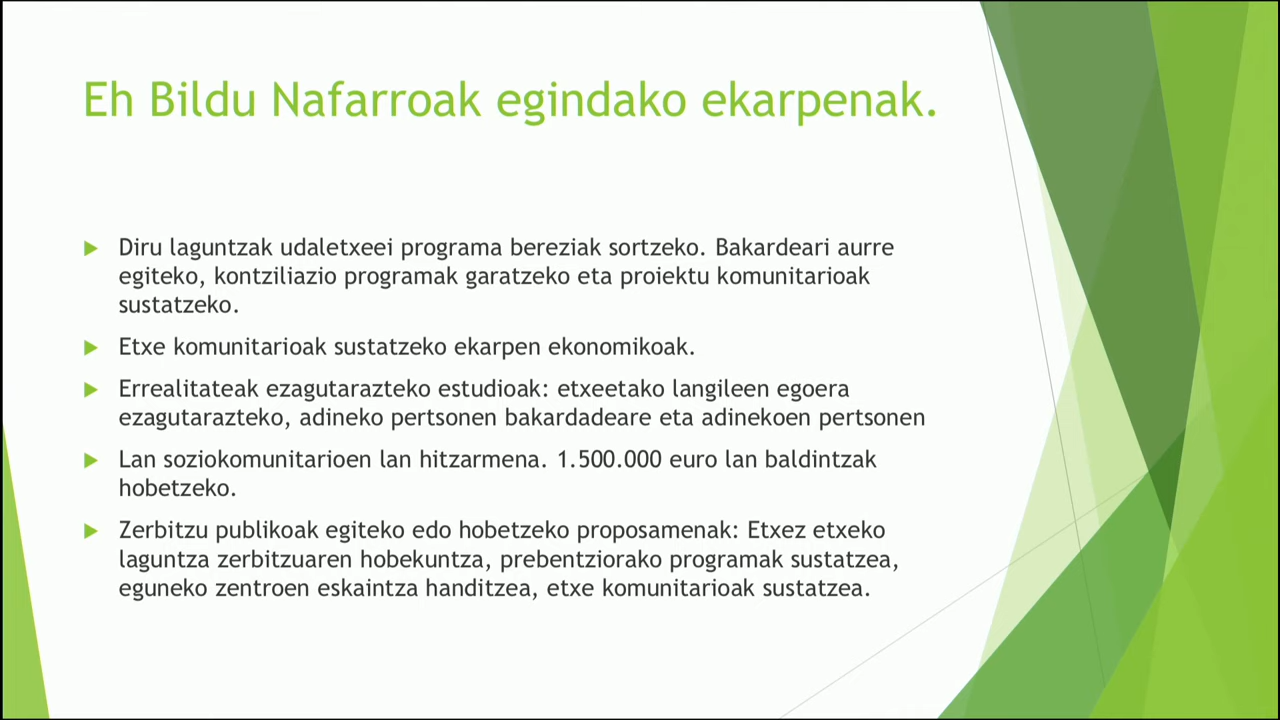 Eh Bildu Nafarroak egindako ekarpenak.
Diru laguntzak udaletxeei programa bereziak sortzeko. Bakardeari aurre
egiteko, kontziliazio programak garatzeko eta proiektu komunitarioak
sustatzeko.
Etxe komunitarioak sustatzeko ekarpen ekonomikoak.
Errealitateak ezagutarazteko estudioak: etxeetako langileen egoera
ezagutarazteko, adineko pertsonen bakardadeare eta adinekoen pertsonen
Lan soziokomunitarioen lan hitzarmena. 1.500.000 euro lan baldintzak
hobetzeko.
Zerbitzu publikoak egiteko edo hobetzeko proposamenak: Etxez etxeko
laguntza zerbitzuaren hobekuntza, prebentziorako programak sustatzea,
eguneko zentroen eskaintza handitzea, etxe komunitarioak sustatzea.